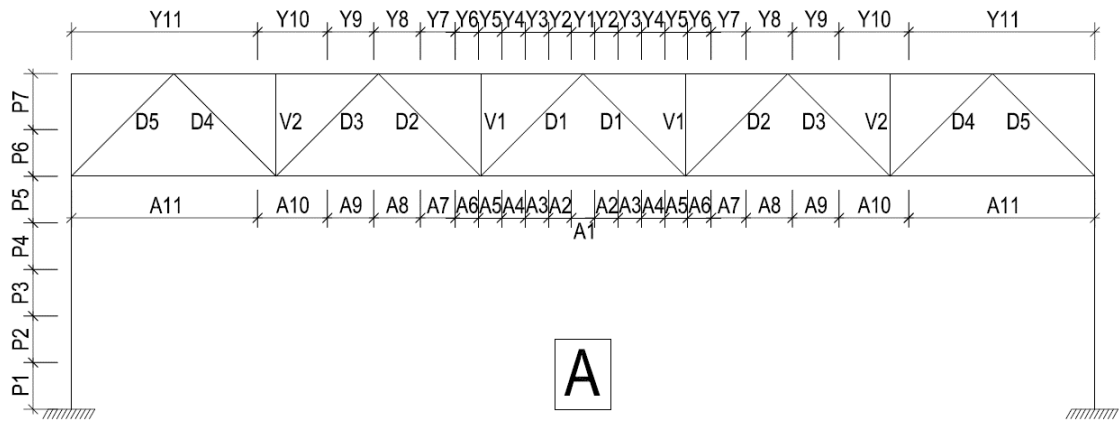 Y11 Y10 Y9 Y8 Y7 Y6 Y5 Y4 Y3 Y2 Y1 Y2 Y3 Y4 Y5 Y6 Y7 Y8 Y9 Y10 Y11
P7
D5 D4 V2 D3 D2 V1 D1 D1 V1 D2 D3 V2 D4 D5
P6
P5
A11 A10 A9 A8 A7 A6 A5 A4 A3 A2 A2 A3 A4 A5 A6 A7 A8 A9 A10 A11
A1
P4
P3
P2
A
P1